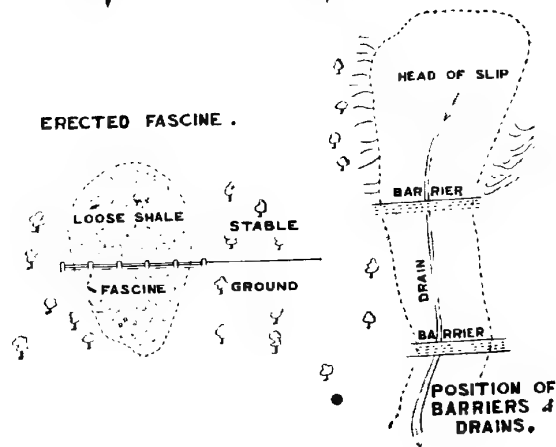 ERECTED FASCINE.
LOOSE SHALE
STABLE
FASCINE
GROUND
HEAD OF SLIP
BARRIER
DRAIN
BARRIER
POSITION OF
BARRIERS &
DRAINS.